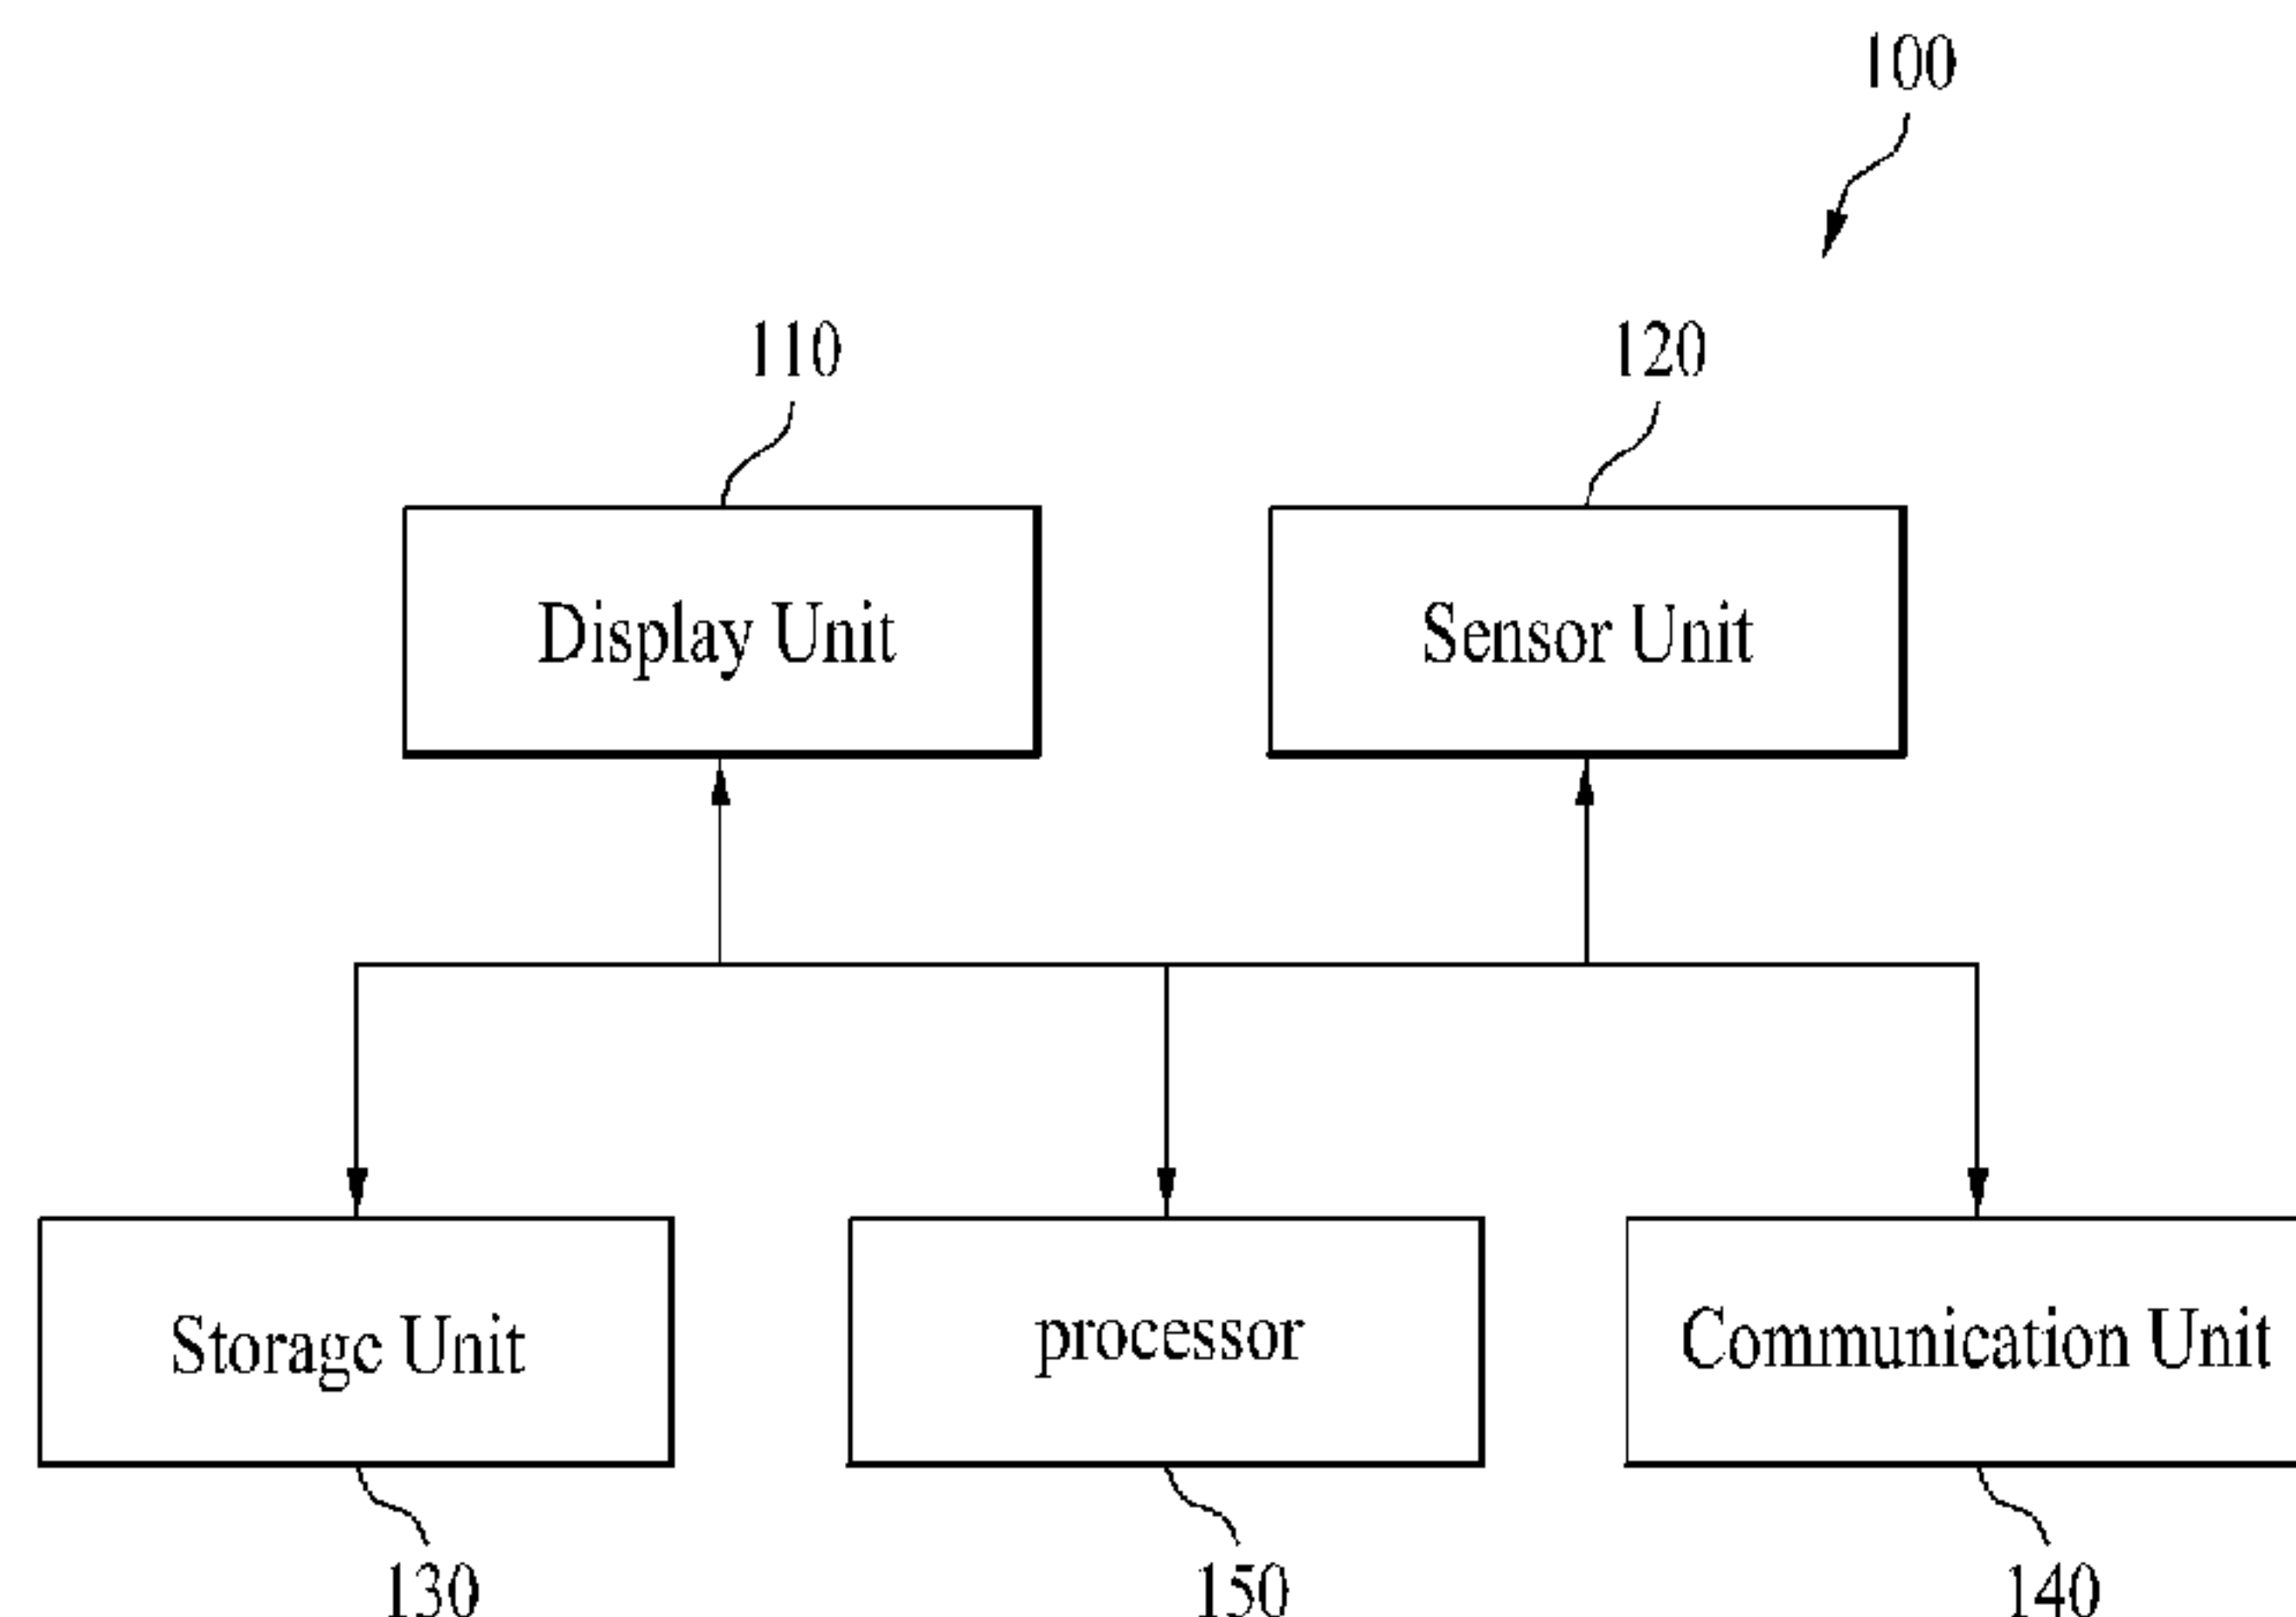 100
110
120
Display Unit
Sensor Unit
Storage Unit
processor
Communication Unit
130
150
140